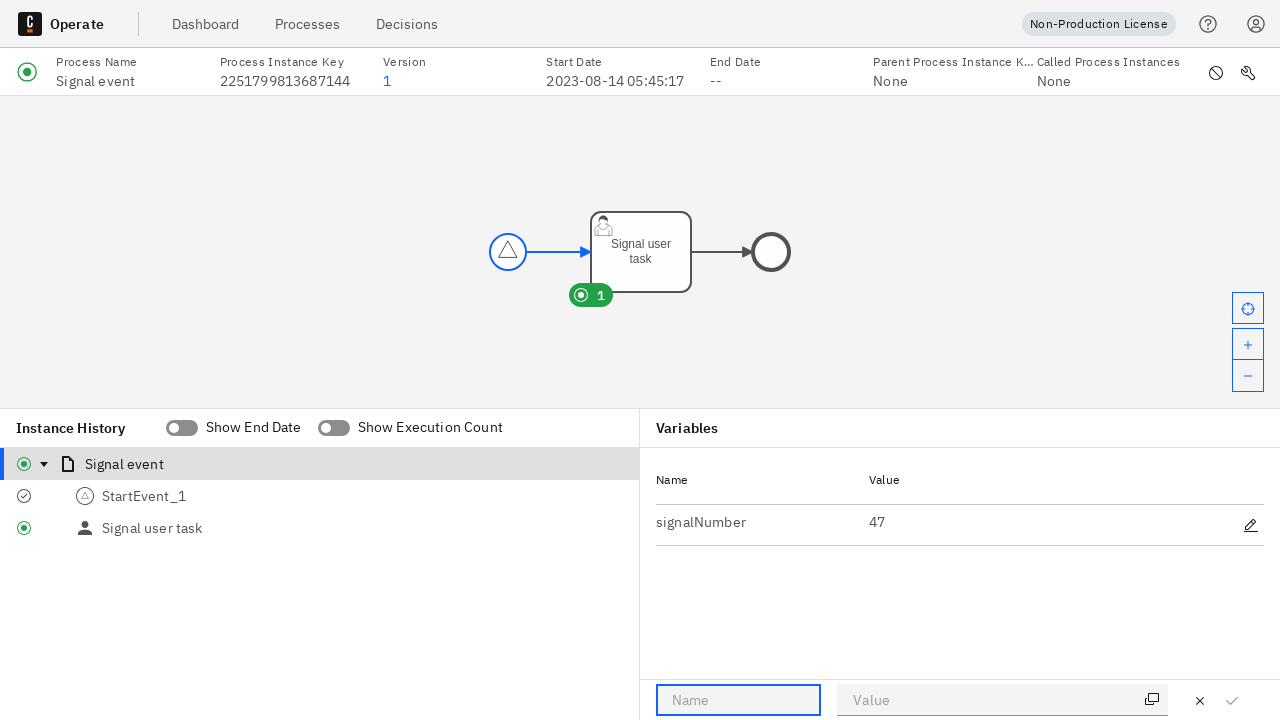 Operate Dashboard Processes Decisions Non-Production License
Process Name Process Instance Key Version Start Date End Date Parent Process Instance K... Called Process Instances
Signal event 2251799813687144 1 2023-08-14 05:45:17 -- None None
Signal user
task
1
Instance History Show End Date Show Execution Count
Signal event
StartEvent_1
Signal user task
Variables
Name Value
signalNumber 47
Name Value